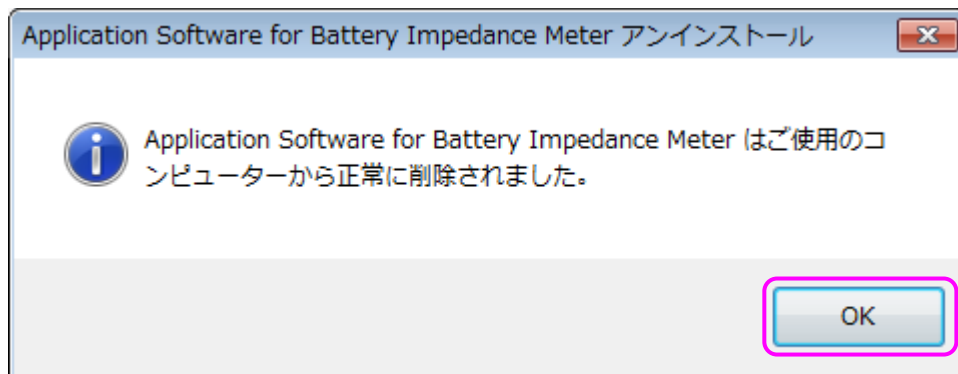 Application Software for Battery Impedance Meter アンインストール
Application Software for Battery Impedance Meter はご使用のコ
ンピューターから正常に削除されました。
OK